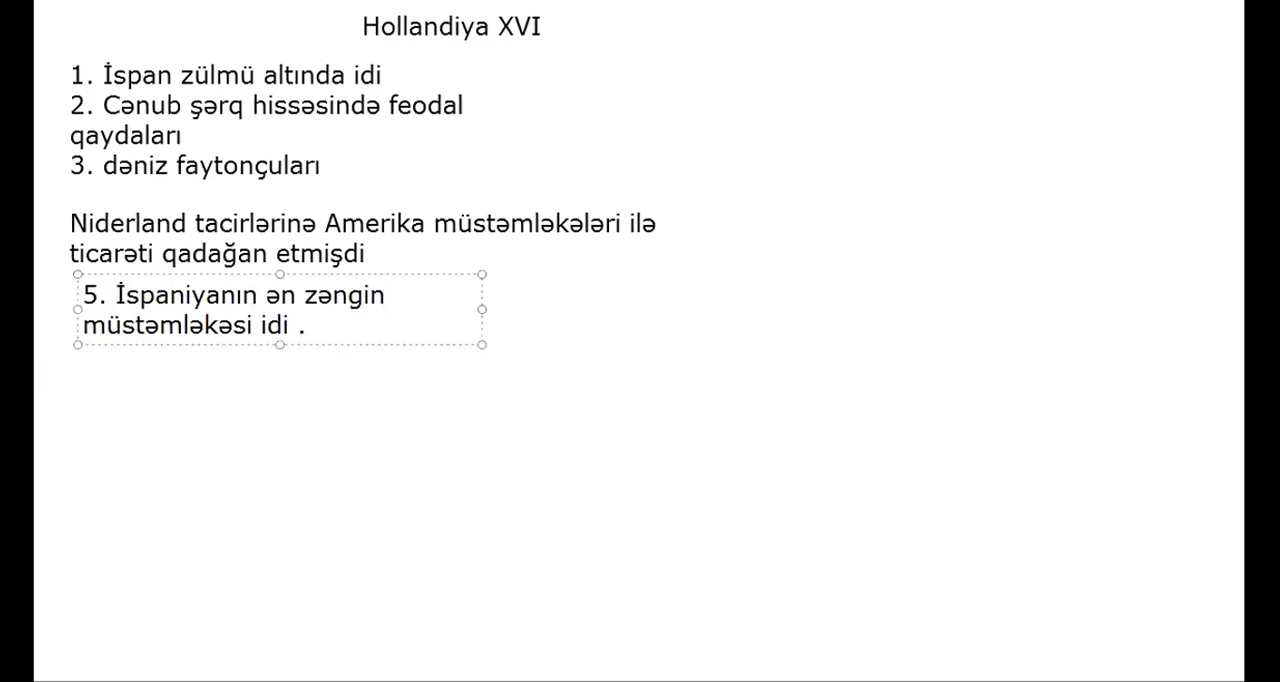 Hollandiya XVI
1. İspan zülmü altında idi
2. Cənub şərq hissəsində feodal
qaydaları
3. dəniz faytonçuları
Niderland tacirlərinə Amerika müstəmləkələri ilə
ticarəti qadağan etmişdi
5. İspaniyanın ən zəngin
müstəmləkəsi idi .